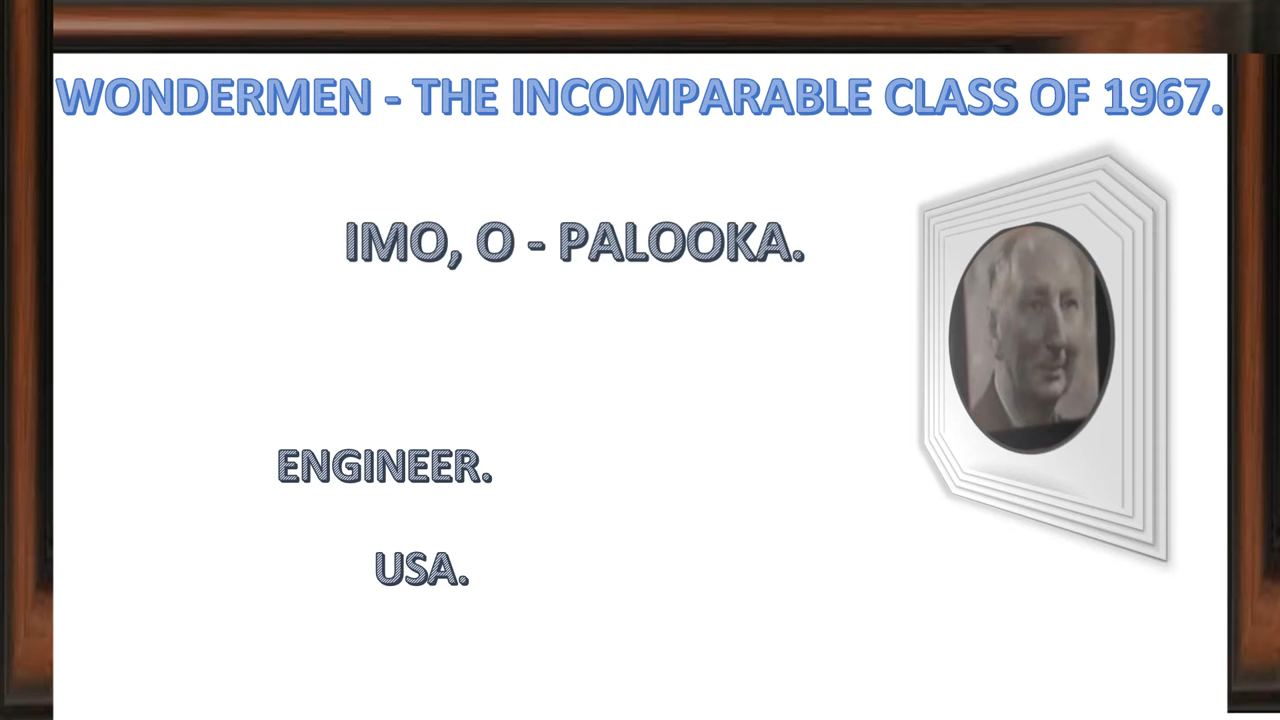 WONDERMEN - THE INCOMPARABLE CLASS OF 1967.
IMO, O - PALOOKA.
ENGINEER.
USA.